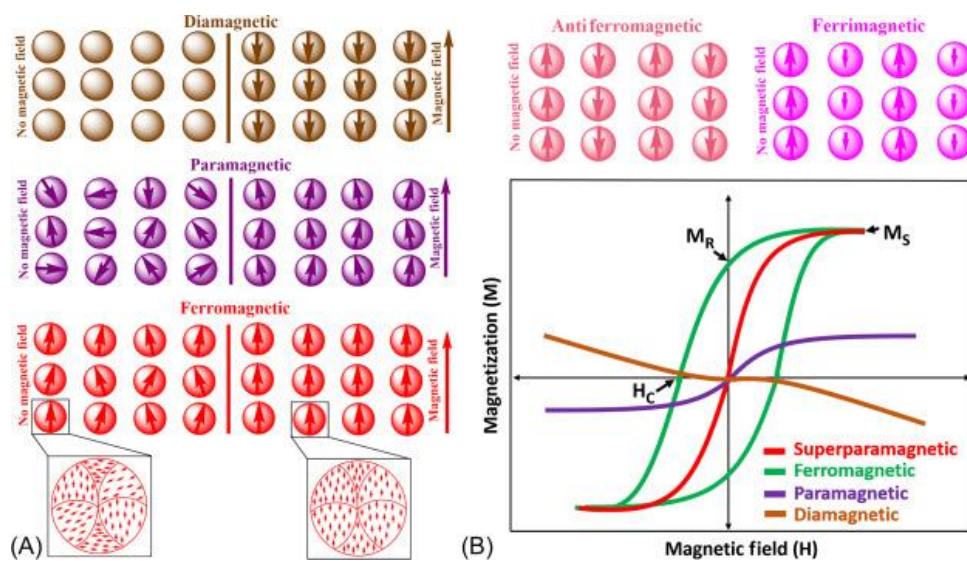 Diamagnetic
No magnetic field
Magnetic field
Paramagnetic
No magnetic field
Magnetic field
Ferromagnetic
No magnetic field
Magnetic field
(A)
Anti ferromagnetic
No magnetic field
Ferrimagnetic
No magnetic field
Magnetization (M)
M_R
M_S
H_C
Superparamagnetic
Ferromagnetic
Paramagnetic
Diamagnetic
(B)
Magnetic field (H)